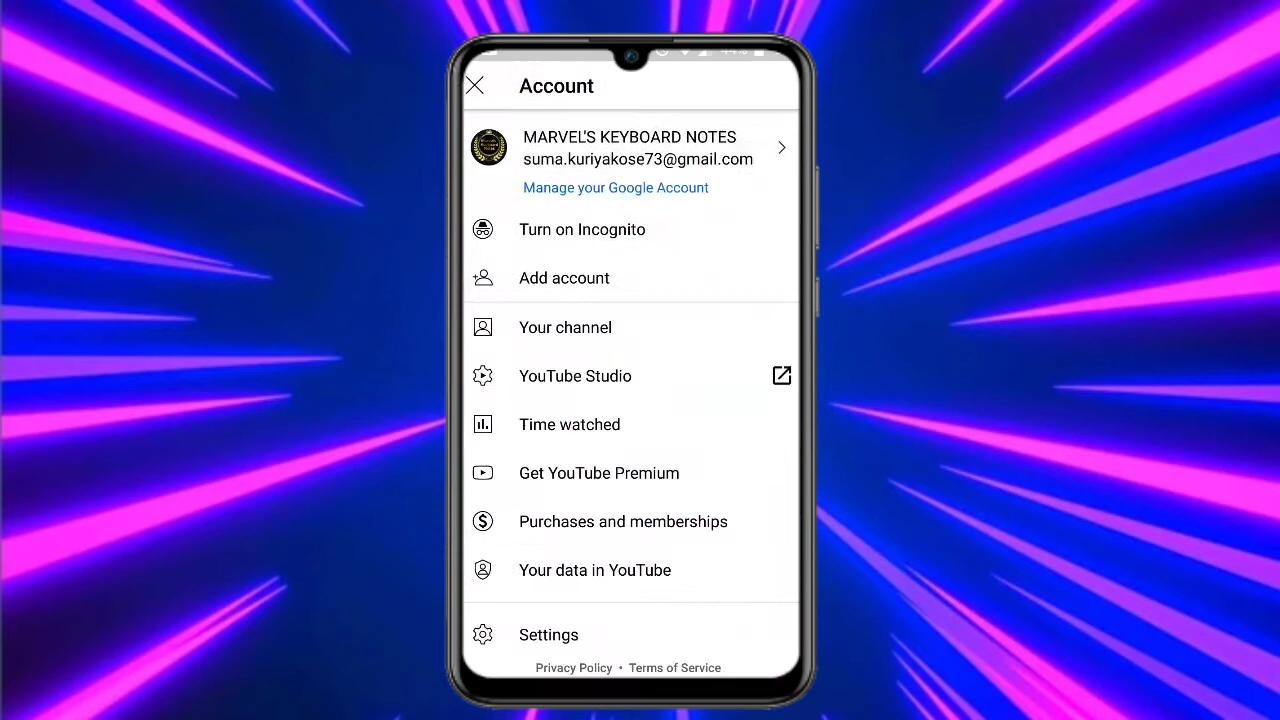 Account
MARVEL'S KEYBOARD NOTES
suma.kuriyakose73@gmail.com
Manage your Google Account
Turn on Incognito
Add account
Your channel
YouTube Studio
Time watched
Get YouTube Premium
Purchases and memberships
Your data in YouTube
Settings
Privacy Policy • Terms of Service